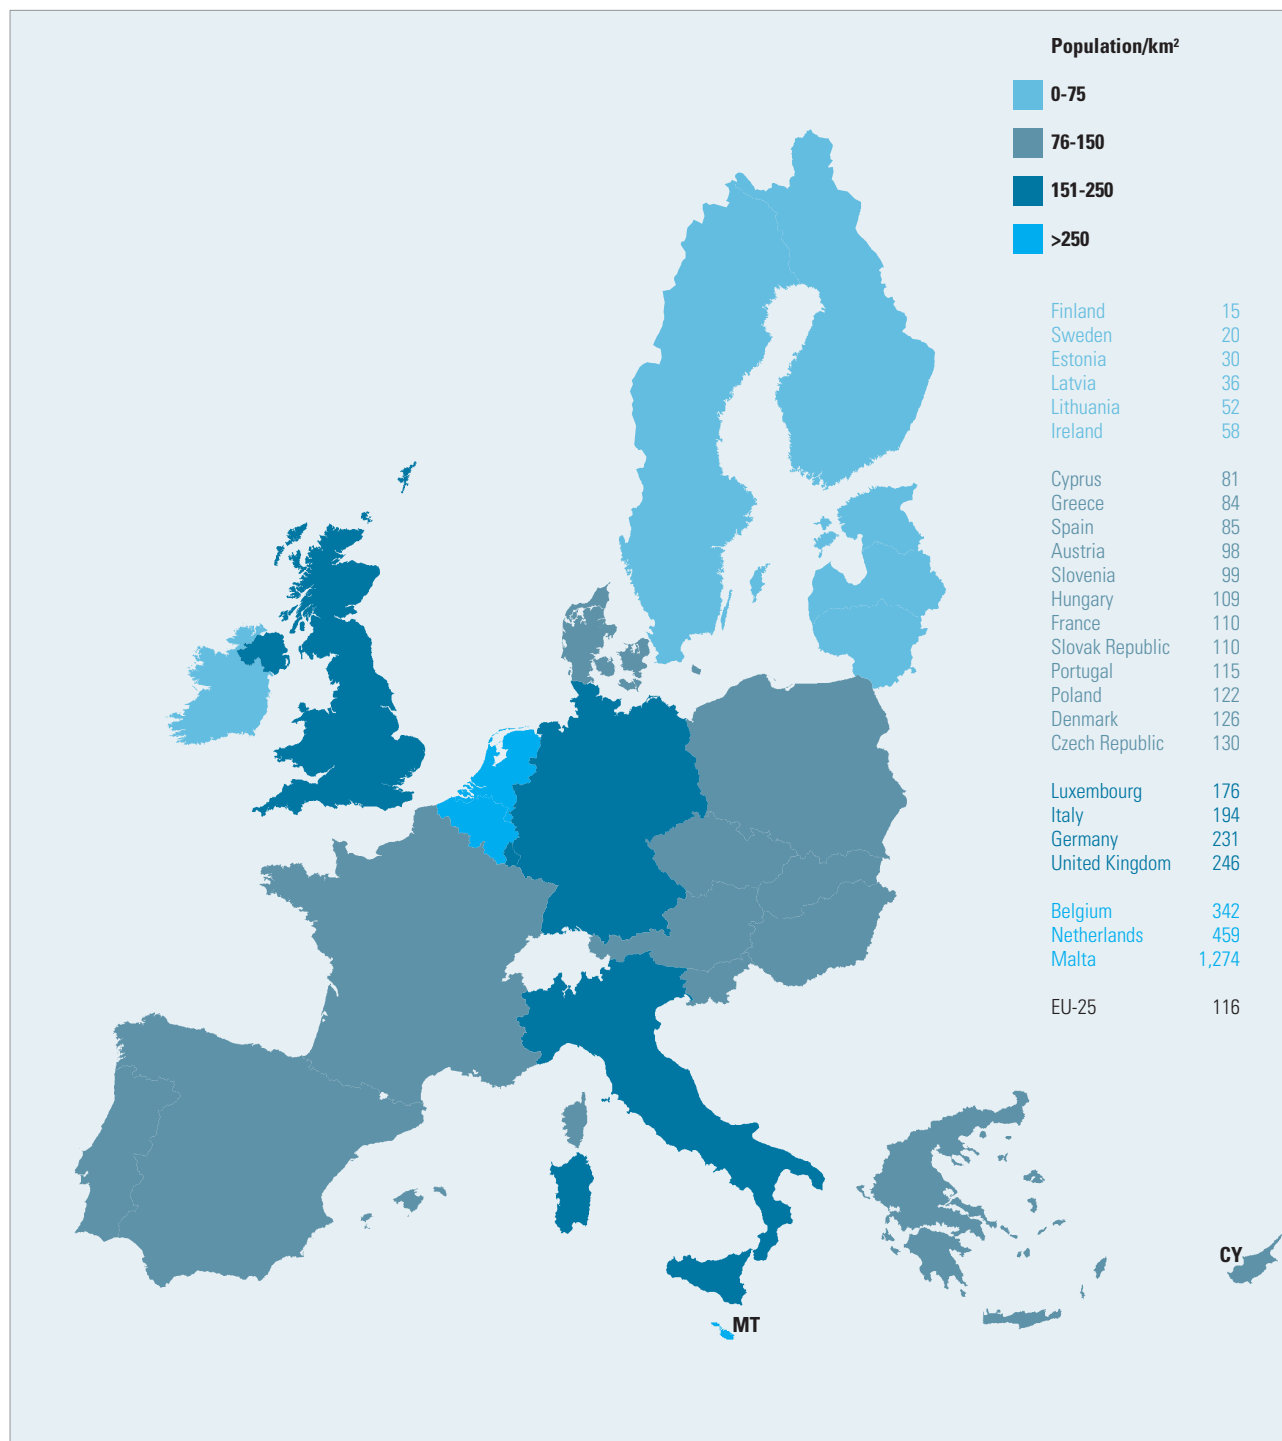 Population/km²
0-75
76-150
151-250
>250
Finland 15
Sweden 20
Estonia 30
Latvia 36
Lithuania 52
Ireland 58
Cyprus 81
Greece 84
Spain 85
Austria 98
Slovenia 99
Hungary 109
France 110
Slovak Republic 110
Portugal 115
Poland 122
Denmark 126
Czech Republic 130
Luxembourg 176
Italy 194
Germany 231
United Kingdom 246
Belgium 342
Netherlands 459
Malta 1,274
EU-25 116
CY
MT